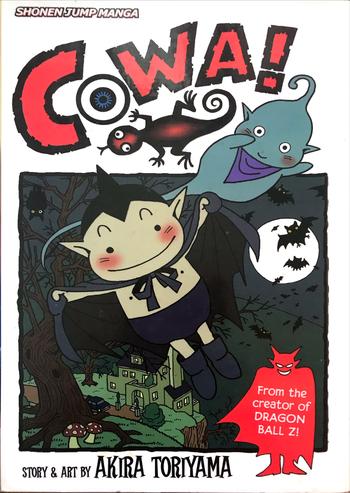 SHONEN JUMP MANGA
COWA!
From the
creator of
DRAGON
BALL Z!
STORY & ART BY AKIRA TORIYAMA